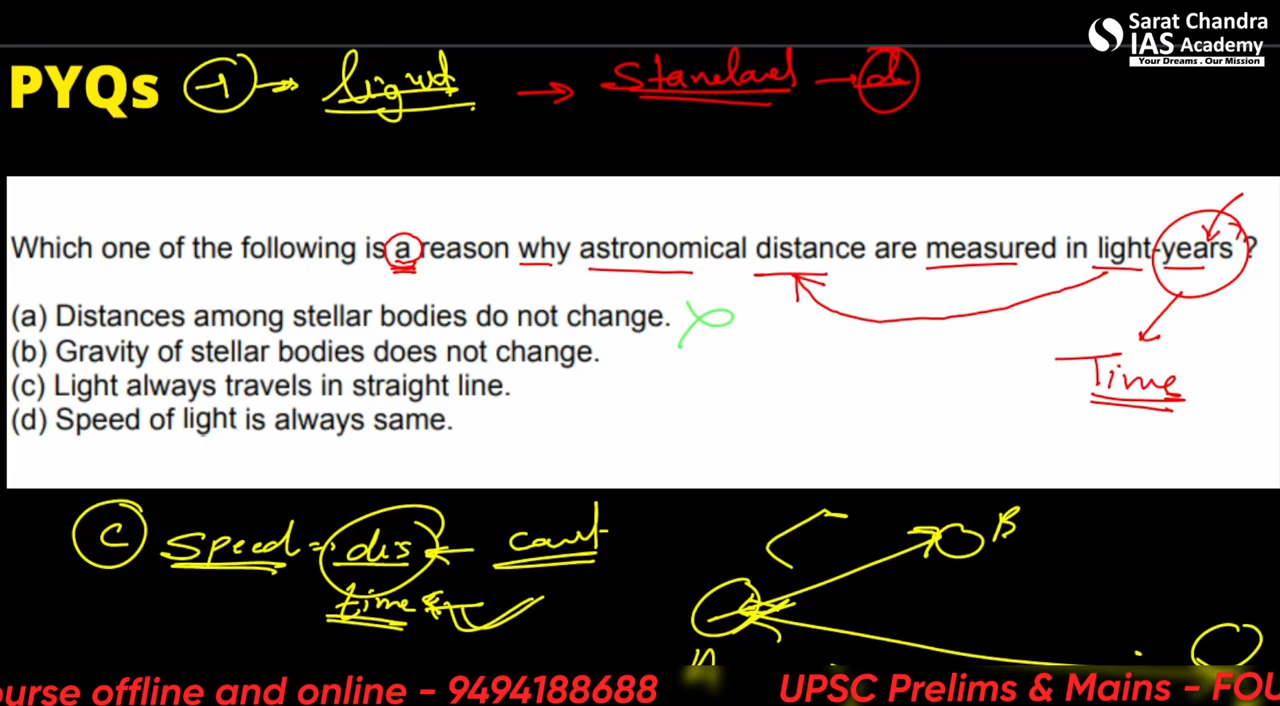 Sarat Chandra
IAS Academy
Your Dreams . Our Mission
PYQs 1 → light → Standard → d
Which one of the following is a reason why astronomical distance are measured in light-years ?
(a) Distances among stellar bodies do not change.
(b) Gravity of stellar bodies does not change.
(c) Light always travels in straight line.
(d) Speed of light is always same.
Time
C Speed = dis
time
B
A
ourse offline and online - 9494188688 UPSC Prelims & Mains - FOU